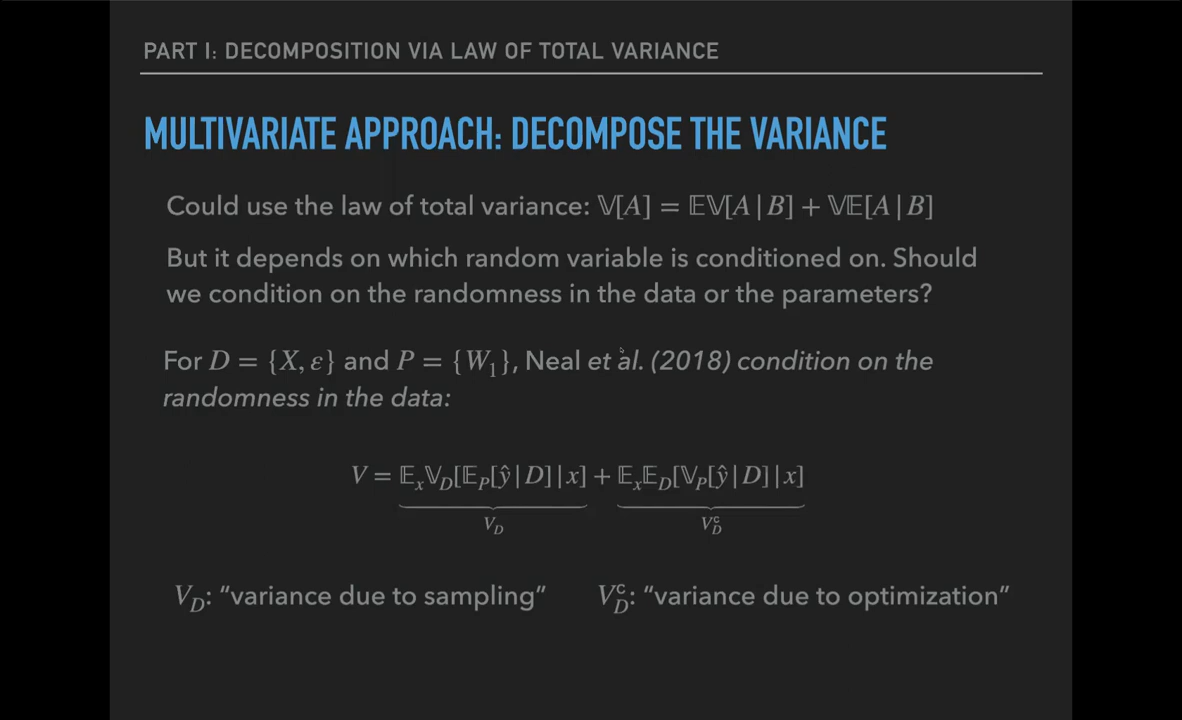 PART I: DECOMPOSITION VIA LAW OF TOTAL VARIANCE
MULTIVARIATE APPROACH: DECOMPOSE THE VARIANCE
Could use the law of total variance: 𝕍[A] = 𝔼𝕍[A|B] + 𝕍𝔼[A|B]
But it depends on which random variable is conditioned on. Should
we condition on the randomness in the data or the parameters?
For D = {X, ε} and P = {W₁}, Neal et al. (2018) condition on the
randomness in the data:
V = 𝔼ₓ𝕍_D[𝔼_P[ŷ|D]|x] + 𝔼ₓ𝔼_D[𝕍_P[ŷ|D]|x]
V_D V_D^c
V_D: “variance due to sampling” V_D^c: “variance due to optimization”